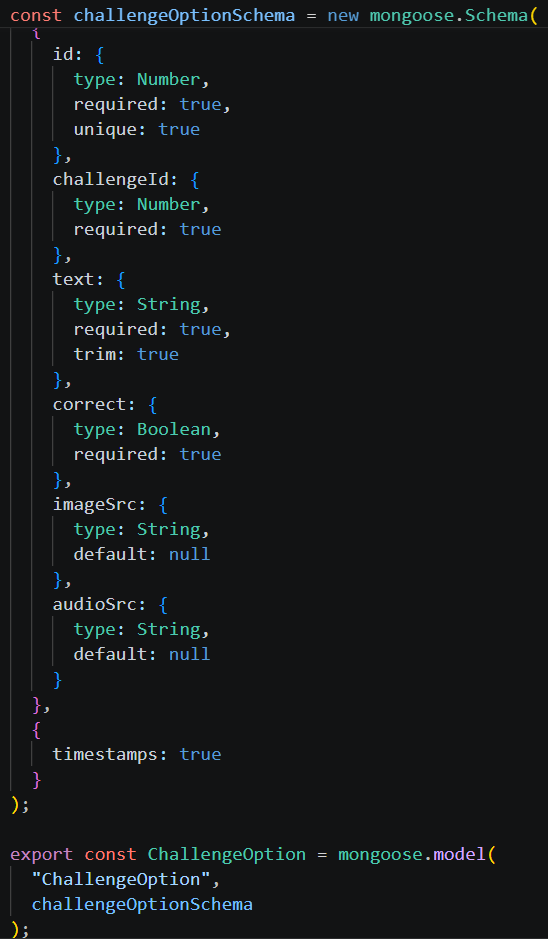 const challengeOptionSchema = new mongoose.Schema(
  {
    id: {
      type: Number,
      required: true,
      unique: true
    },
    challengeId: {
      type: Number,
      required: true
    },
    text: {
      type: String,
      required: true,
      trim: true
    },
    correct: {
      type: Boolean,
      required: true
    },
    imageSrc: {
      type: String,
      default: null
    },
    audioSrc: {
      type: String,
      default: null
    }
  },
  {
    timestamps: true
  }
);

export const ChallengeOption = mongoose.model(
  "ChallengeOption",
  challengeOptionSchema
);